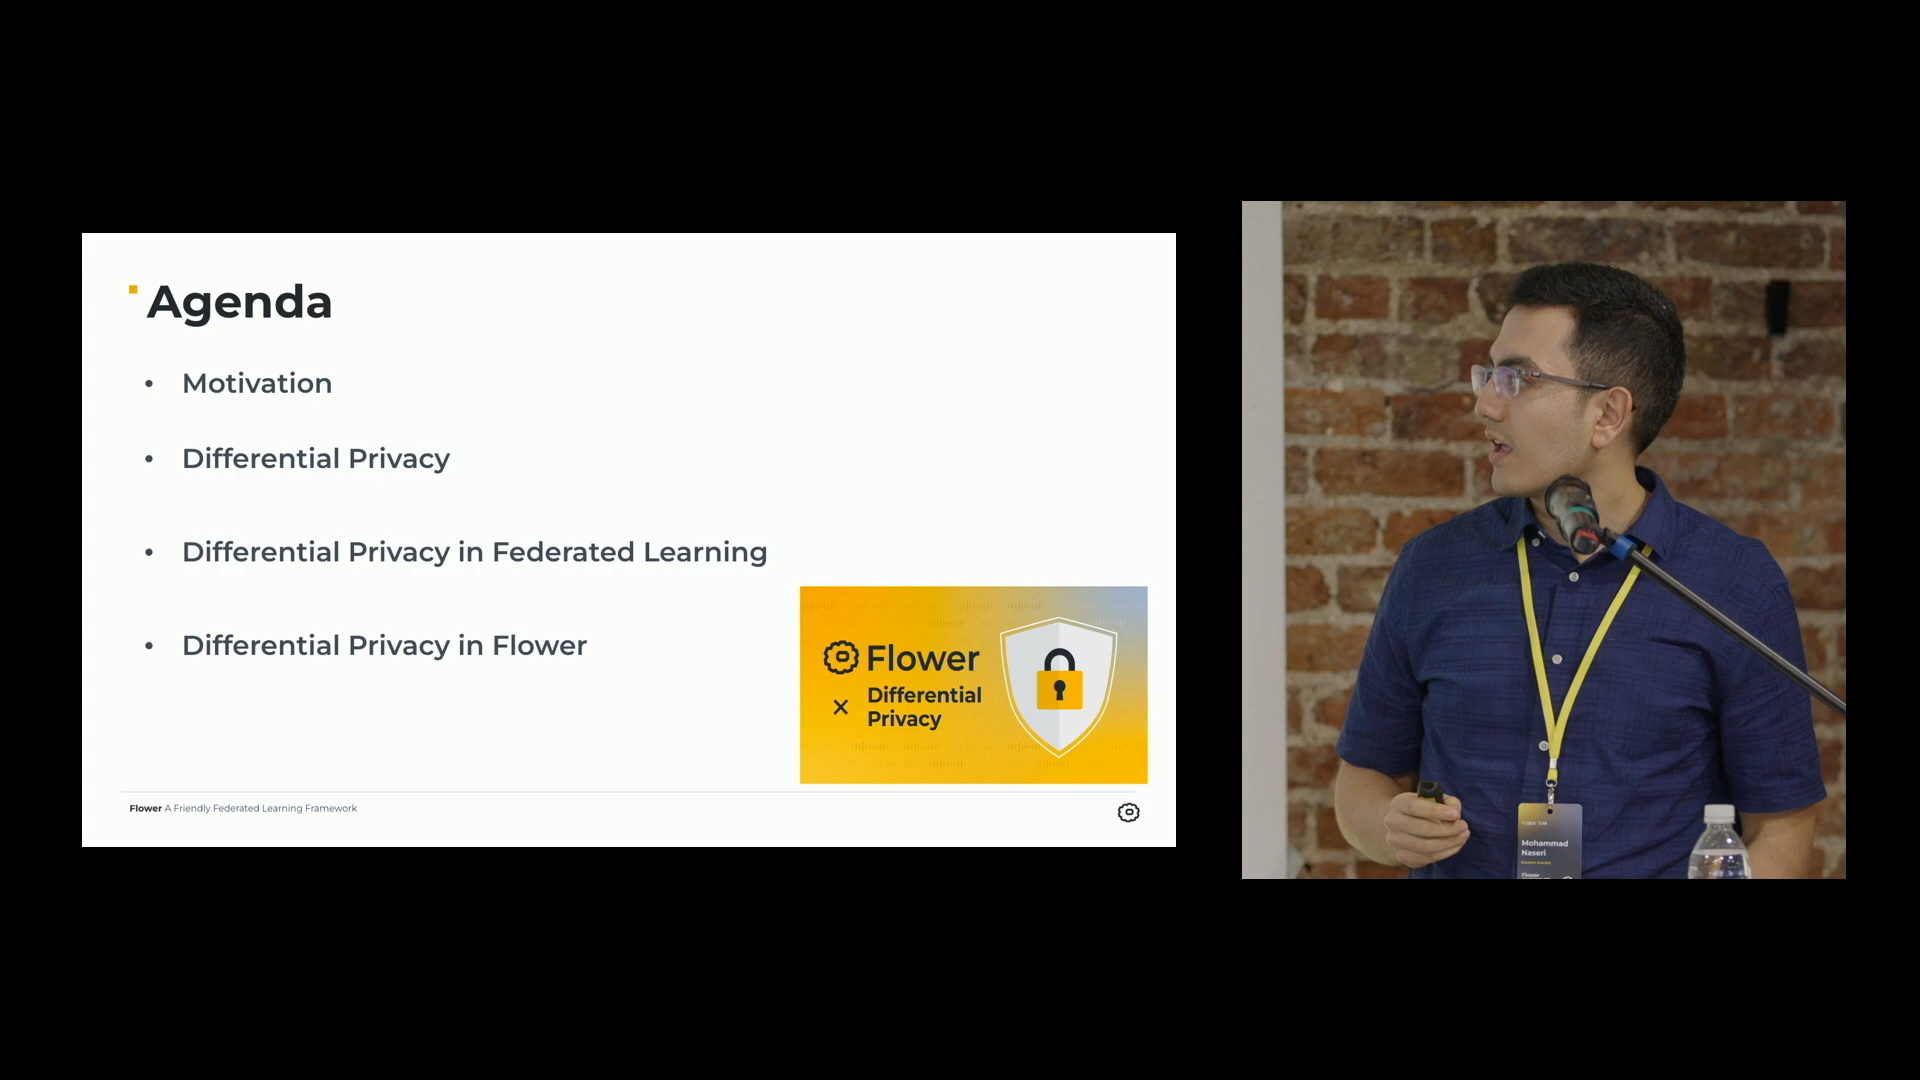 Agenda
• Motivation
• Differential Privacy
• Differential Privacy in Federated Learning
• Differential Privacy in Flower
Flower
× Differential
Privacy
Flower A Friendly Federated Learning Framework
Mohammad
Naseri
Flower